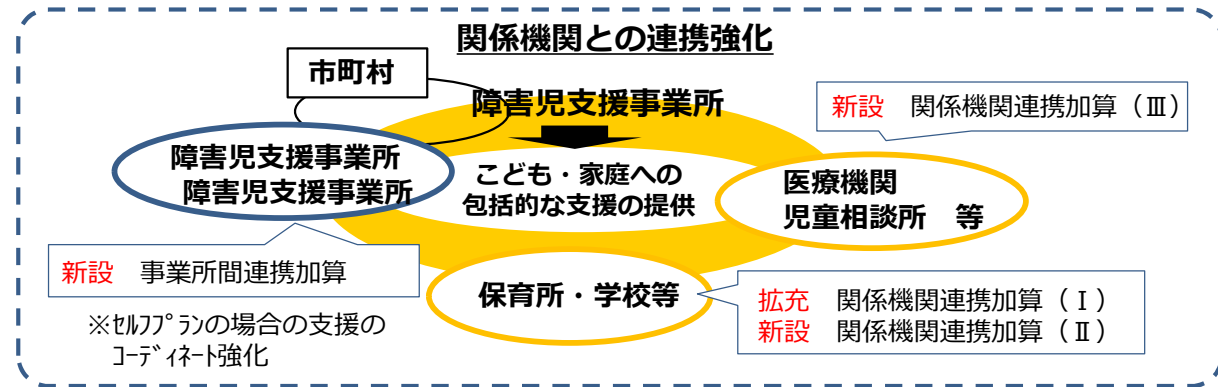 関係機関との連携強化
市町村
障害児支援事業所
新設 関係機関連携加算（Ⅲ）
障害児支援事業所
障害児支援事業所
こども・家庭への
包括的な支援の提供
医療機関
児童相談所 等
新設 事業所間連携加算
※ｾﾙﾌﾌﾟﾗﾝの場合の支援の
ｺｰﾃﾞｨﾈｰﾄ強化
保育所・学校等
拡充 関係機関連携加算（Ⅰ）
新設 関係機関連携加算（Ⅱ）